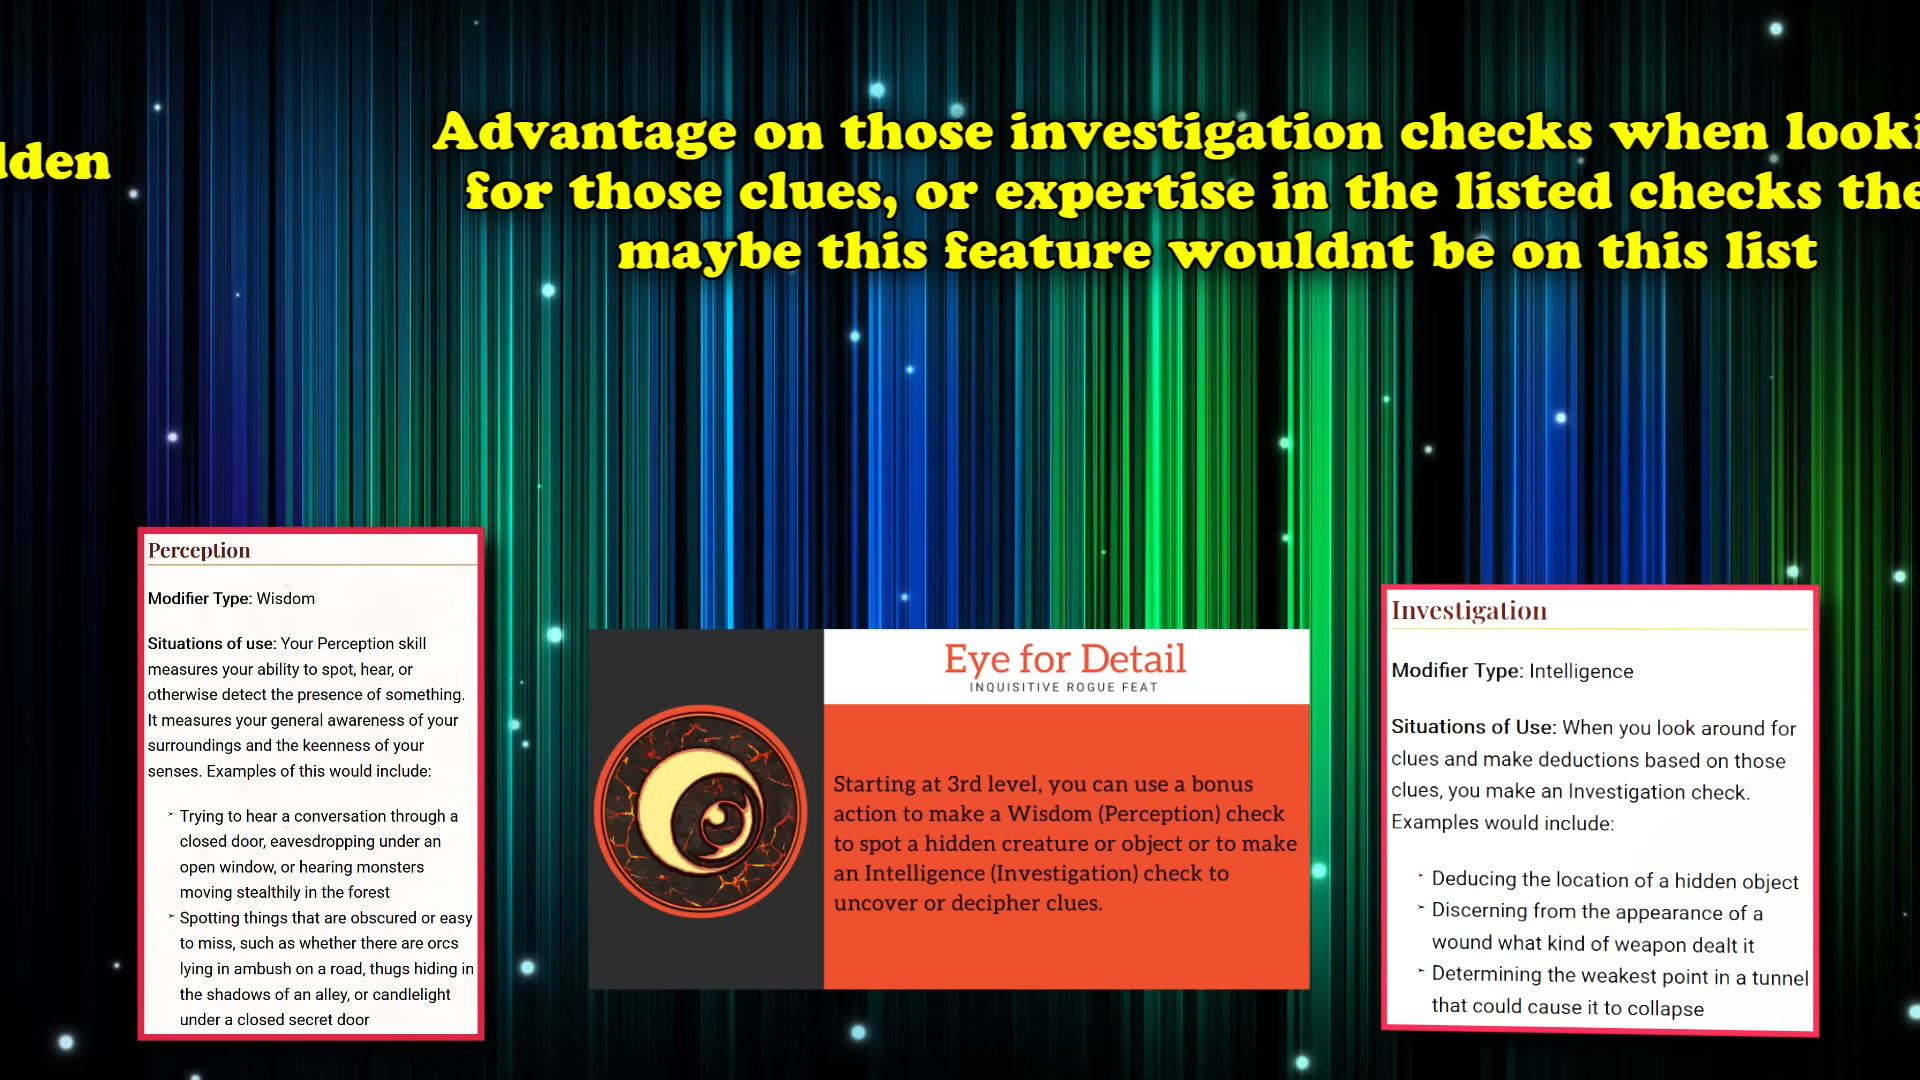 dden
Advantage on those investigation checks when looki
for those clues, or expertise in the listed checks the
maybe this feature wouldnt be on this list
Perception
Modifier Type: Wisdom
Situations of use: Your Perception skill
measures your ability to spot, hear, or
otherwise detect the presence of something.
It measures your general awareness of your
surroundings and the keenness of your
senses. Examples of this would include:
Trying to hear a conversation through a
closed door, eavesdropping under an
open window, or hearing monsters
moving stealthily in the forest
Spotting things that are obscured or easy
to miss, such as whether there are orcs
lying in ambush on a road, thugs hiding in
the shadows of an alley, or candlelight
under a closed secret door
Eye for Detail
INQUISITIVE ROGUE FEAT
Starting at 3rd level, you can use a bonus
action to make a Wisdom (Perception) check
to spot a hidden creature or object or to make
an Intelligence (Investigation) check to
uncover or decipher clues.
Investigation
Modifier Type: Intelligence
Situations of Use: When you look around for
clues and make deductions based on those
clues, you make an Investigation check.
Examples would include:
Deducing the location of a hidden object
Discerning from the appearance of a
wound what kind of weapon dealt it
Determining the weakest point in a tunnel
that could cause it to collapse